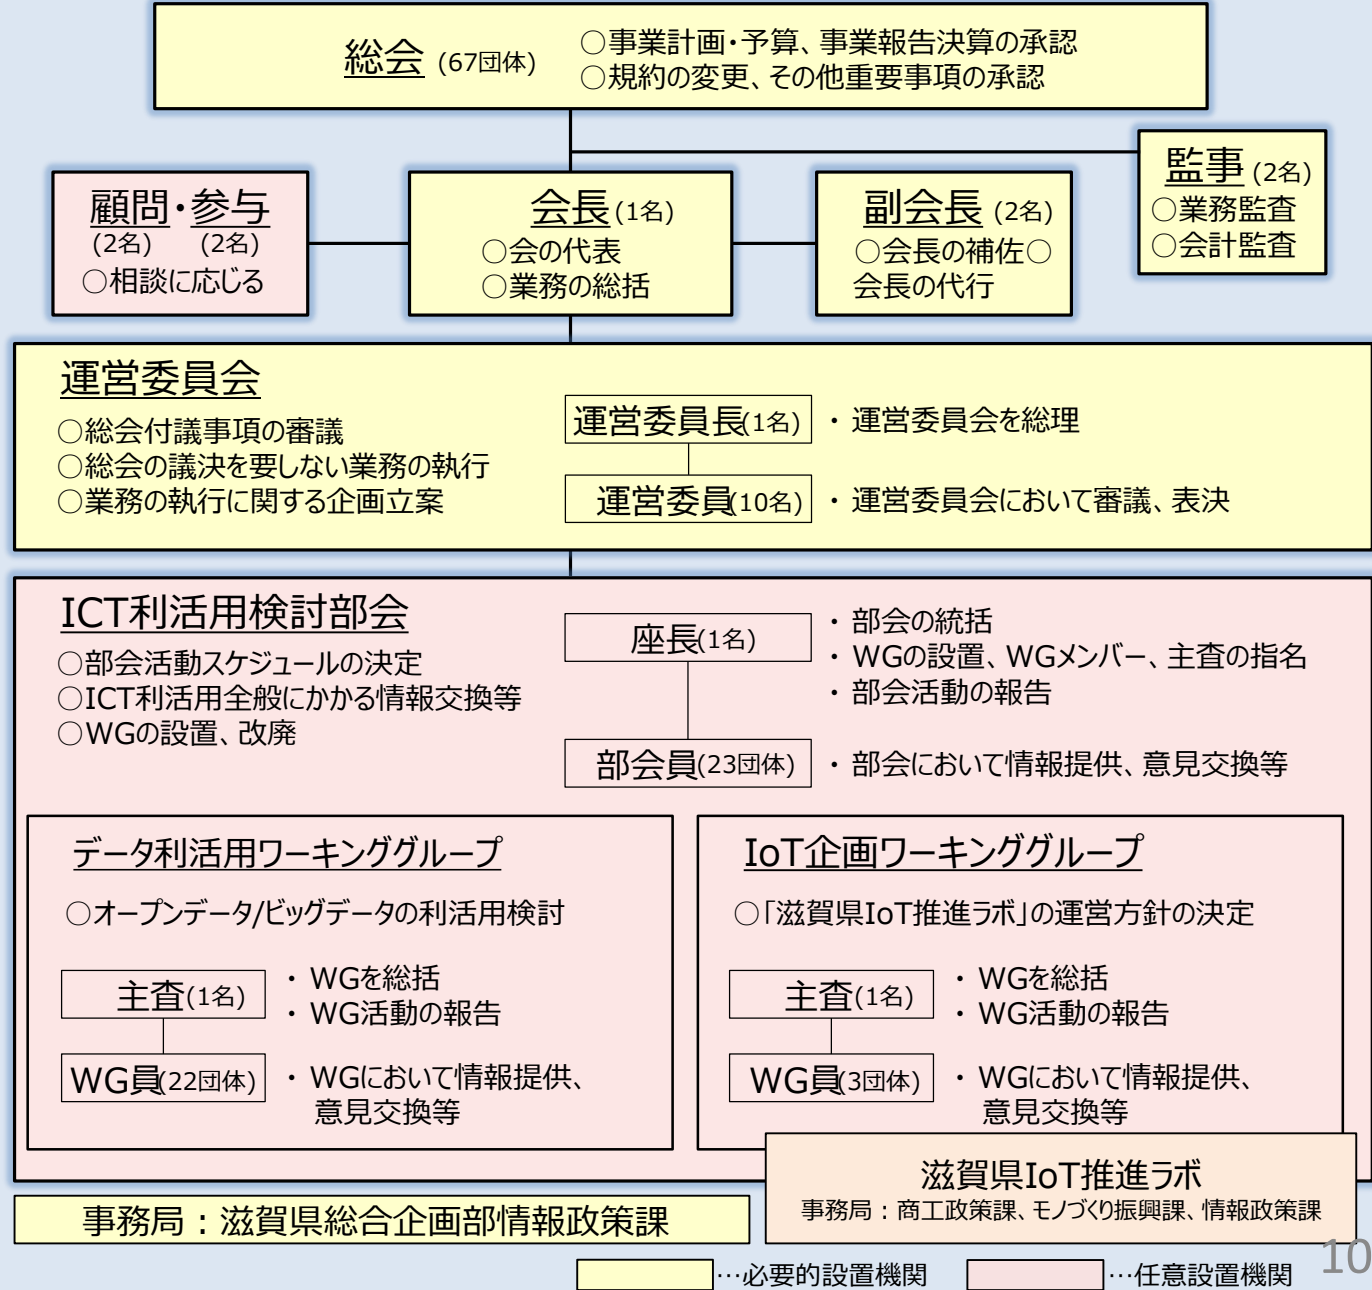 総会 (67団体)
○事業計画・予算、事業報告決算の承認
○規約の変更、その他重要事項の承認
監事 (2名)
○業務監査
○会計監査
顧問・参与
(2名) (2名)
○相談に応じる
会長 (1名)
○会の代表
○業務の総括
副会長 (2名)
○会長の補佐○
会長の代行
運営委員会
○総会付議事項の審議
○総会の議決を要しない業務の執行
○業務の執行に関する企画立案
運営委員長(1名)
・ 運営委員会を総理
運営委員(10名)
・ 運営委員会において審議、表決
ICT利活用検討部会
○部会活動スケジュールの決定
○ICT利活用全般にかかる情報交換等
○WGの設置、改廃
座長(1名)
・ 部会の統括
・ WGの設置、WGメンバー、主査の指名
・ 部会活動の報告
部会員(23団体)
・ 部会において情報提供、意見交換等
データ利活用ワーキンググループ
○オープンデータ/ビッグデータの利活用検討
主査(1名)
・ WGを総括
・ WG活動の報告
WG員(22団体)
・ WGにおいて情報提供、
意見交換等
IoT企画ワーキンググループ
○「滋賀県IoT推進ラボ」の運営方針の決定
主査(1名)
・ WGを総括
・ WG活動の報告
WG員(3団体)
・ WGにおいて情報提供、
意見交換等
滋賀県IoT推進ラボ
事務局：商工政策課、モノづくり振興課、情報政策課
事務局：滋賀県総合企画部情報政策課
…必要的設置機関
…任意設置機関
10